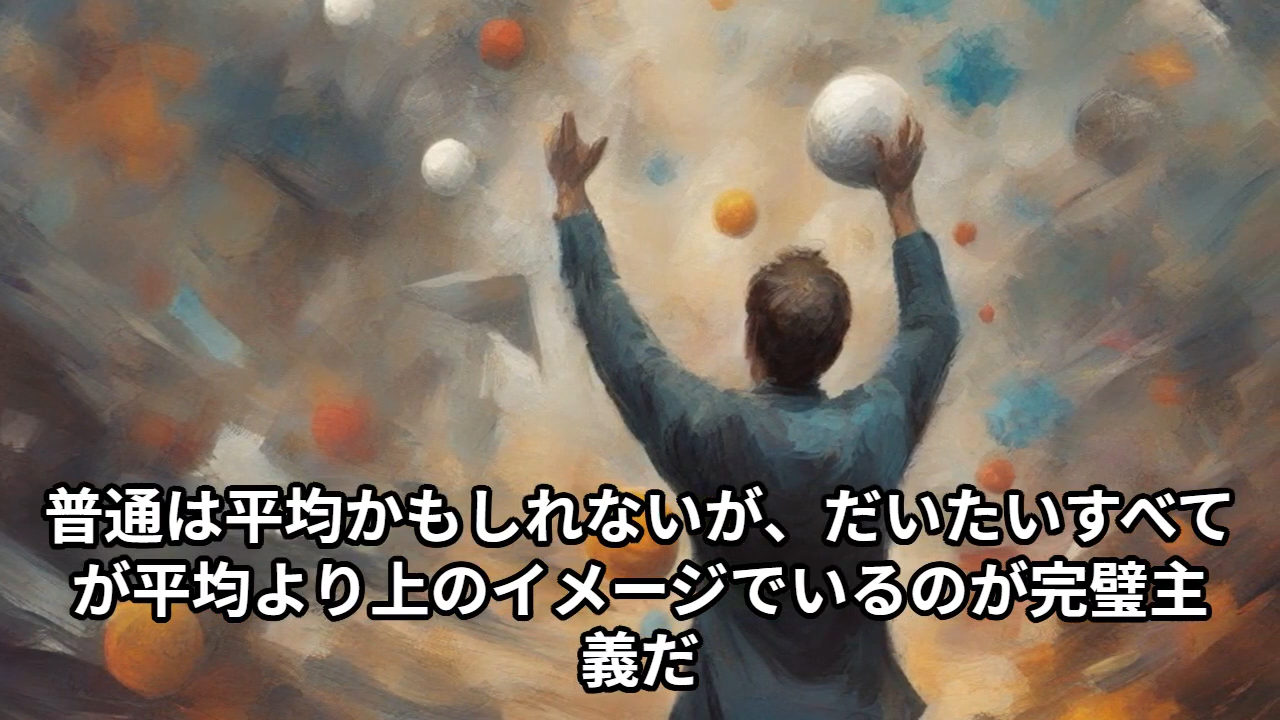 普通は平均かもしれないが、だいたいすべて
が平均より上のイメージでいるのが完璧主
義だ